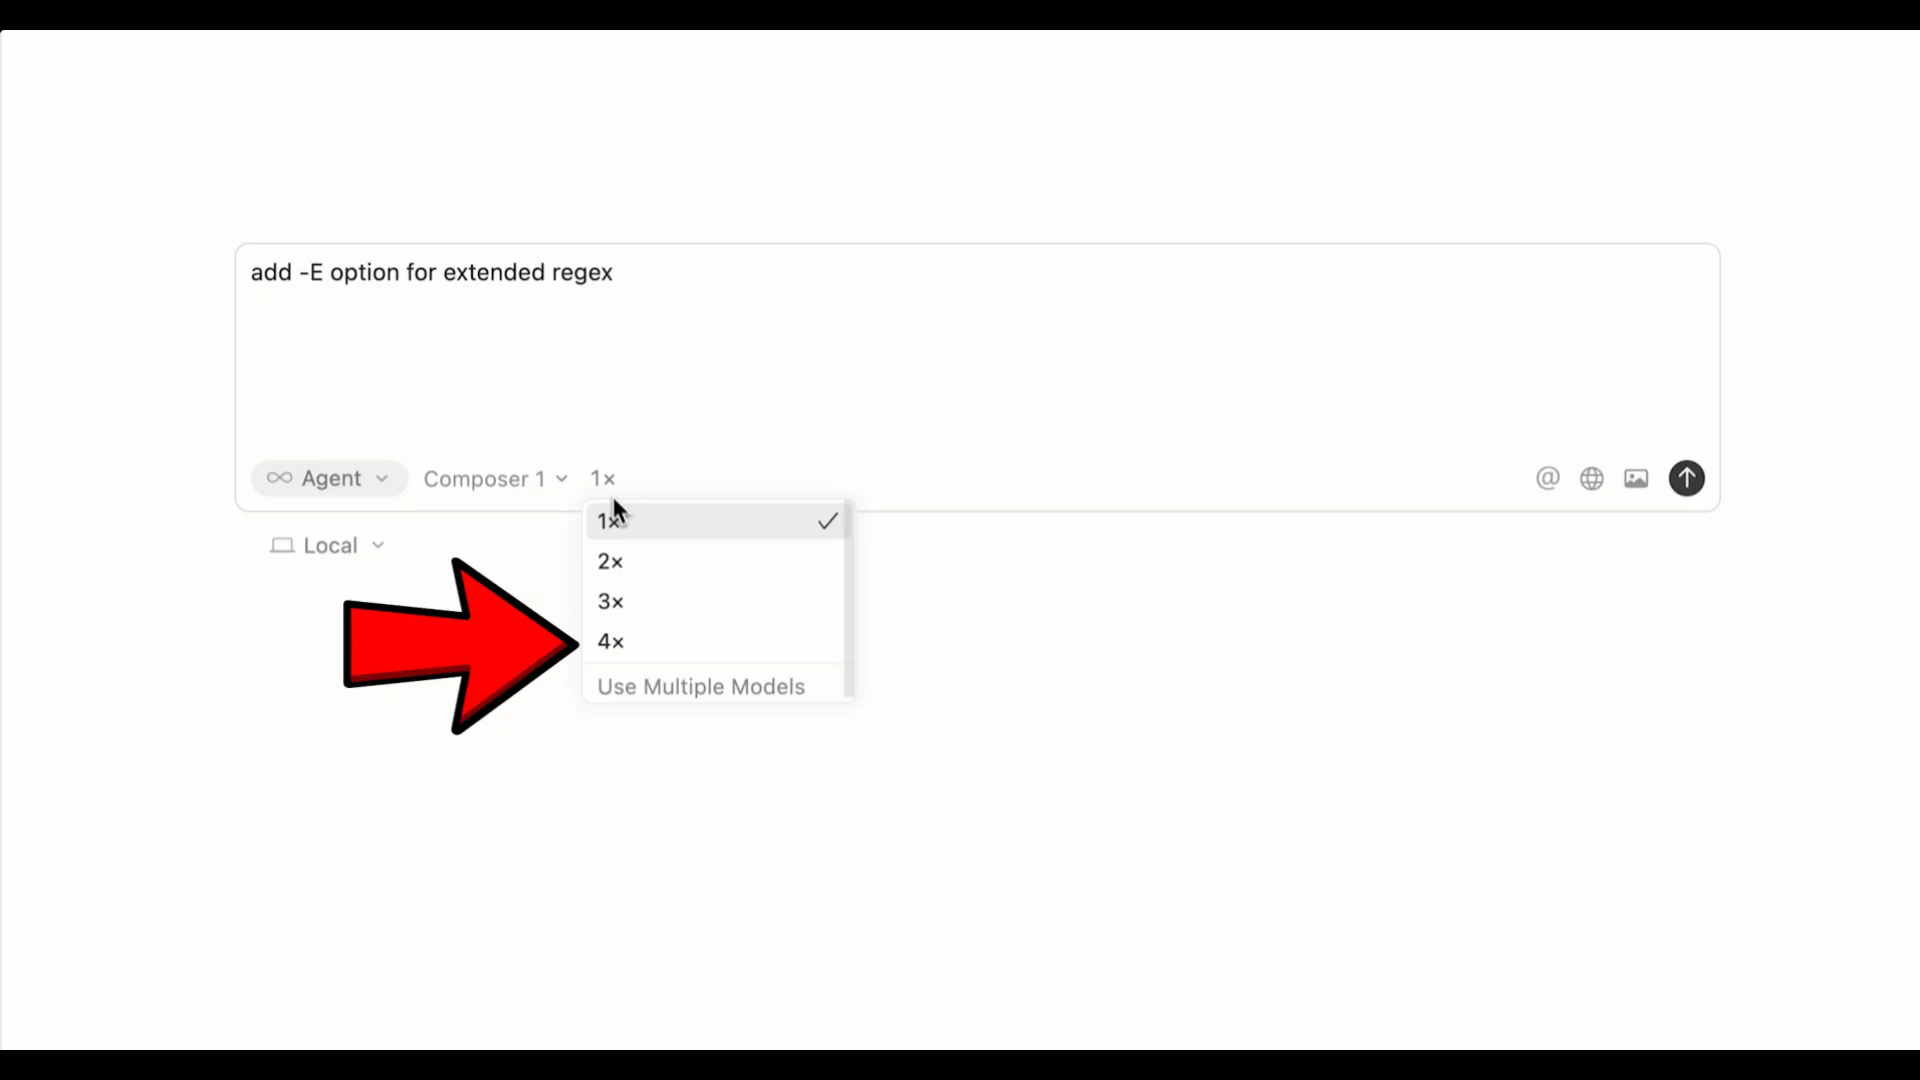 add -E option for extended regex
Agent Composer 1 1×
1×
Local
2×
3×
4×
Use Multiple Models